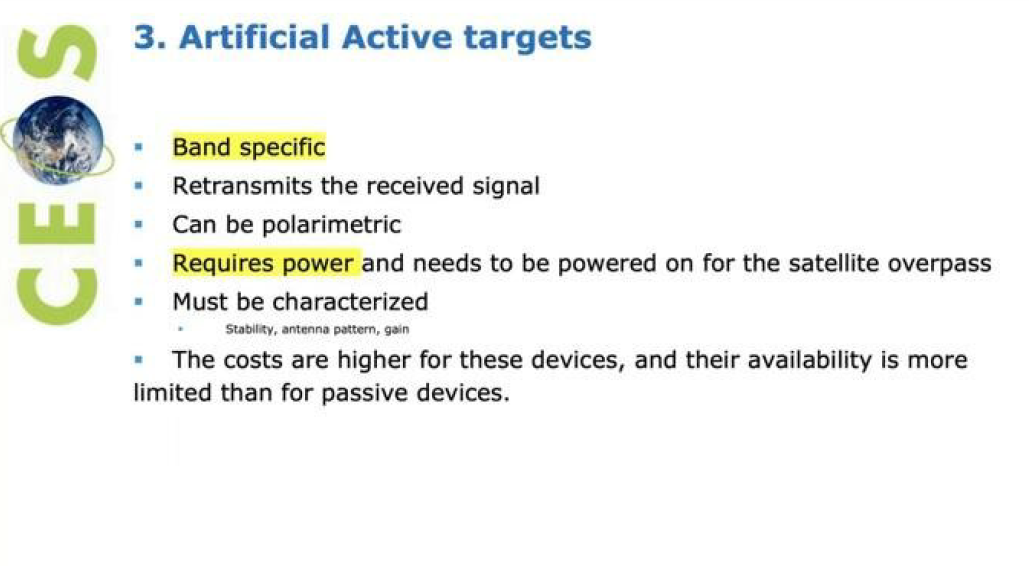 CEOS
3. Artificial Active targets
Band specific
Retransmits the received signal
Can be polarimetric
Requires power and needs to be powered on for the satellite overpass
Must be characterized
Stability, antenna pattern, gain
The costs are higher for these devices, and their availability is more
limited than for passive devices.